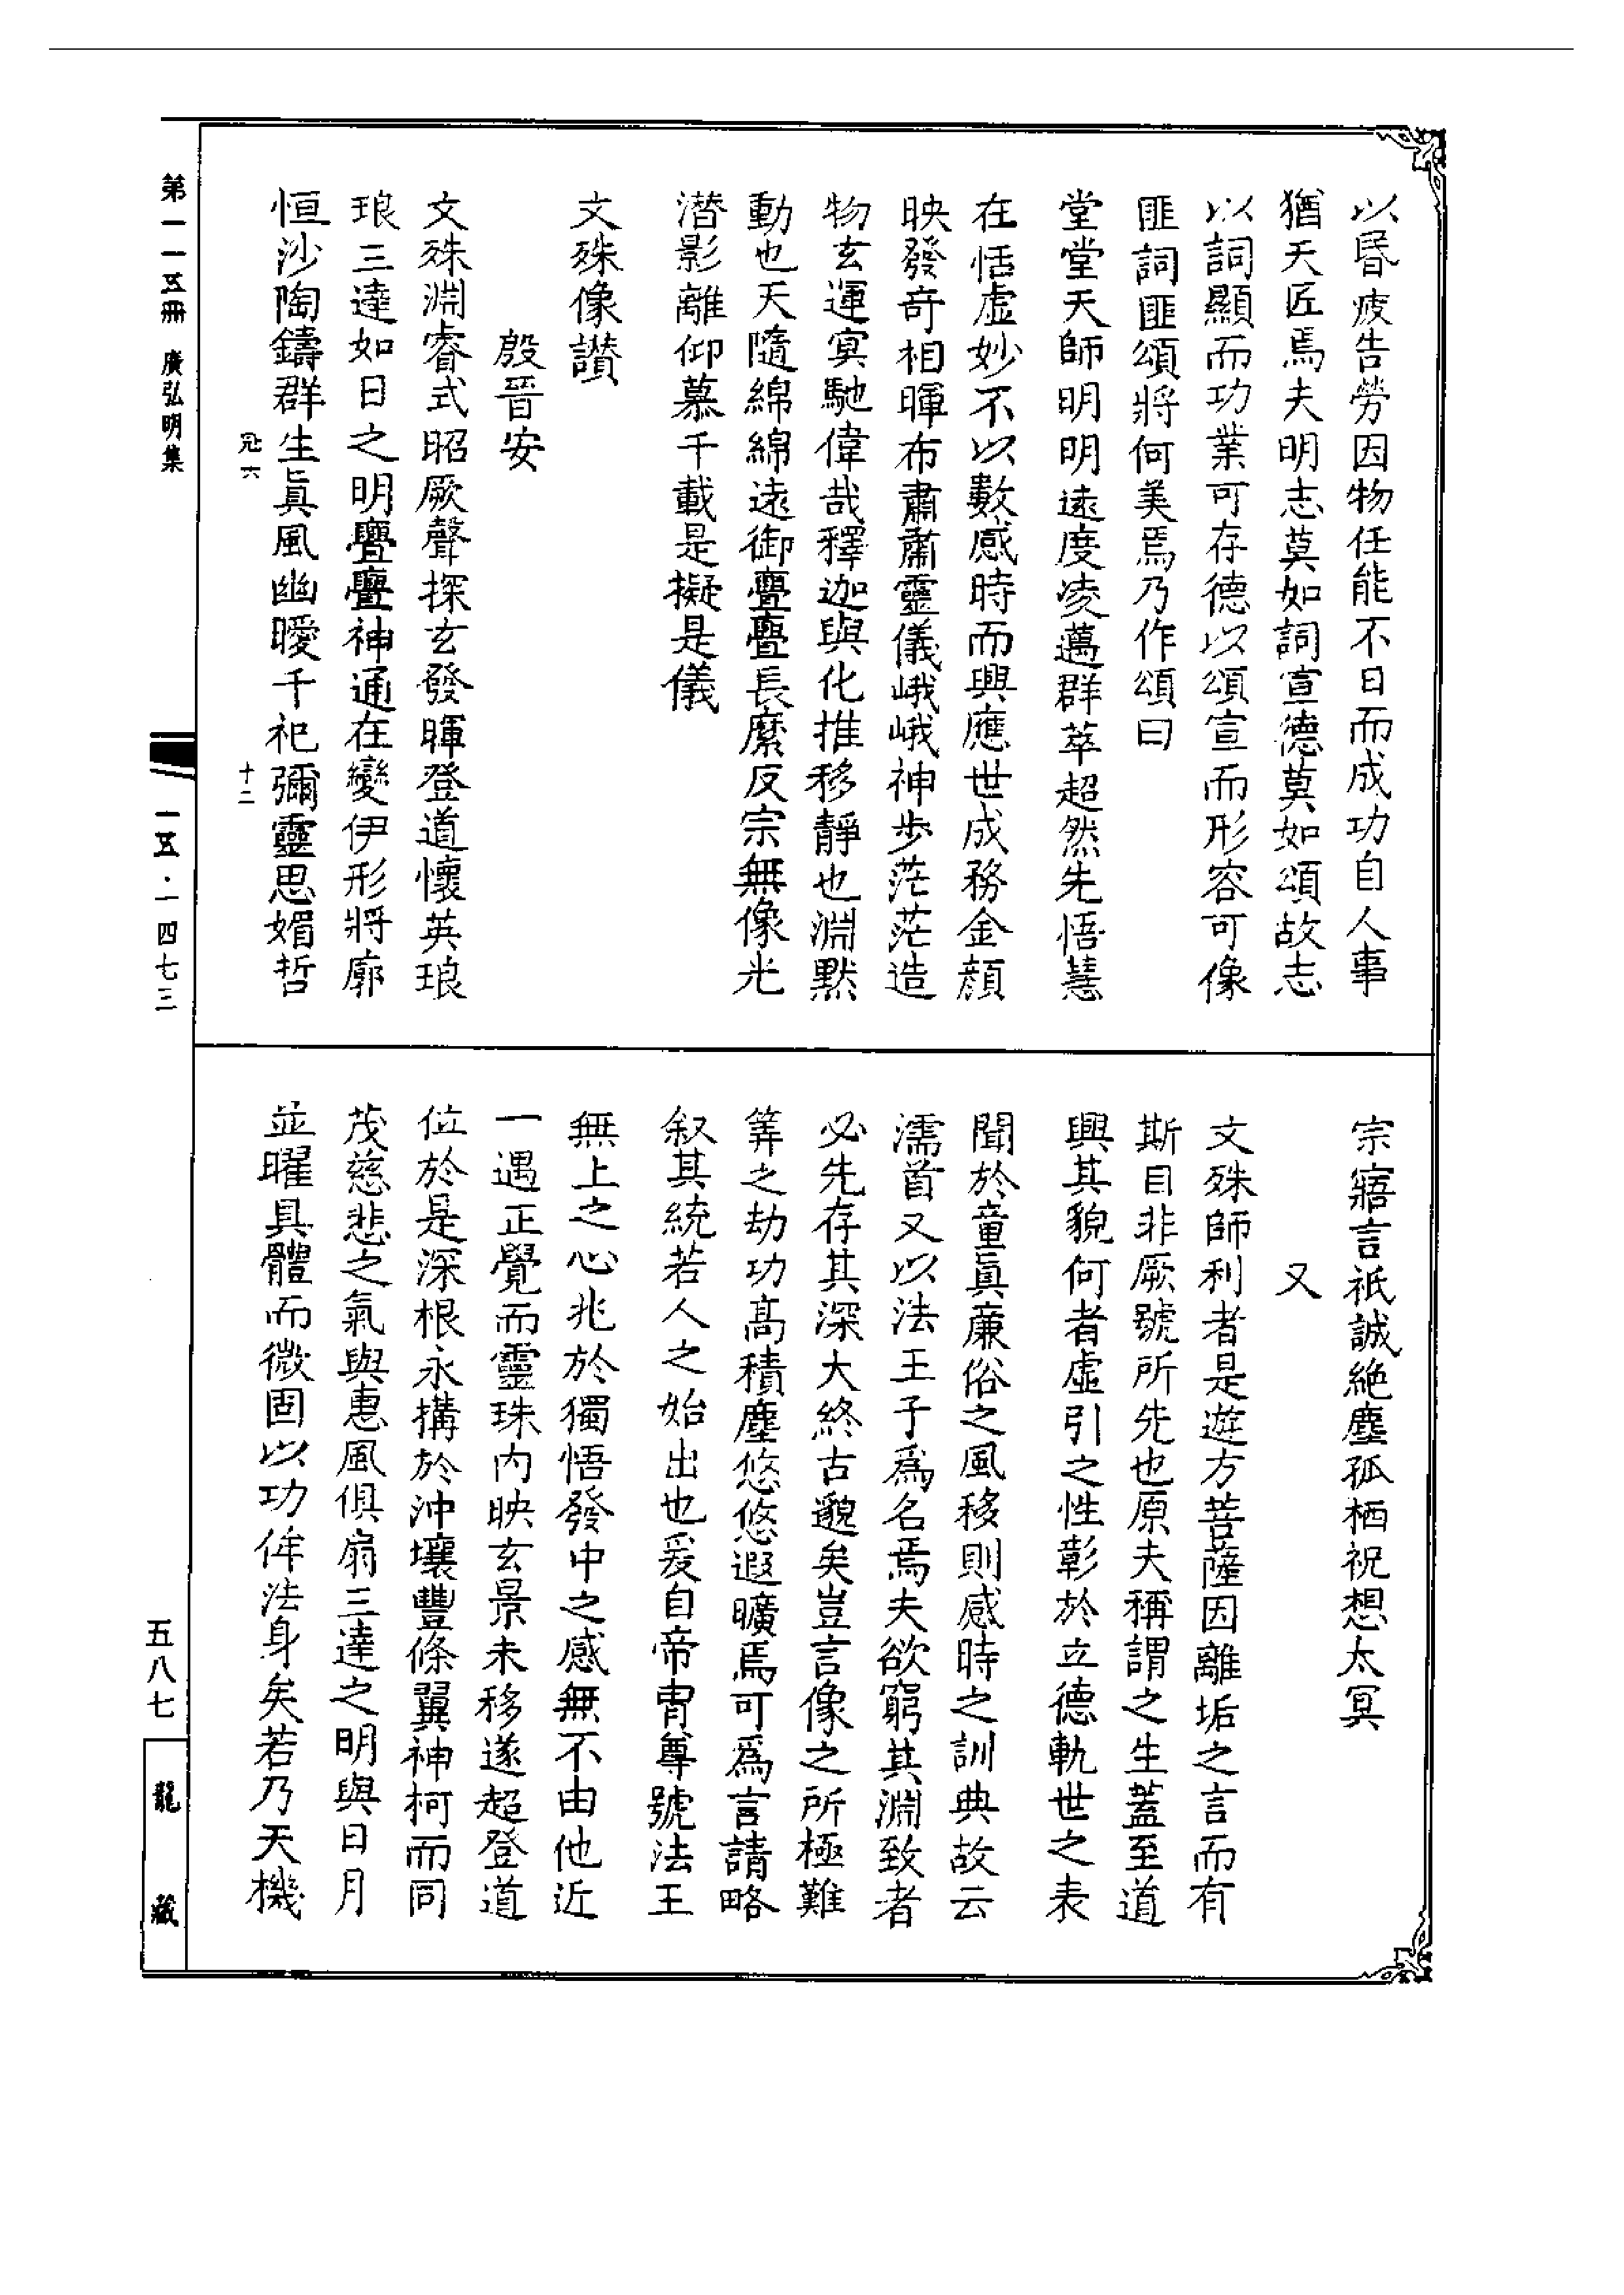 以昬疲告勞因物任能不日而成功自人事
猶天匠焉夫明志莫如詞宣德莫如頌故志
以詞顯而功業可存德以頌宣而形容可像
匪詞匪頌將何美焉乃作頌曰
堂堂天師明明遠度凌邁群萃超然先悟慧
在恬虛妙不以數感時而興應世成務金顏
映發奇相暉布肅肅靈儀峨峨神步茫茫造
物玄運冥馳偉哉釋迦與化推移靜也淵默
動也天隨綿綿遠御亹亹長縻反宗無像光
潛影離仰慕千載是擬是儀
文殊像讃
殷晉安
文殊淵睿式昭厥聲探玄發暉登道懷英琅
琅三達如日之明亹亹神通在變伊形將廓
恒沙陶鑄群生眞風幽曖千祀彌靈思媚哲
宗寤言祇誠絶塵孤栖祝想太冥
又
文殊師利者是遊方菩薩因離垢之言而有
斯目非厥號所先也原夫稱謂之生蓋至道
興其貌何者虛引之性彰於立德軌世之表
聞於童眞廉俗之風移則感時之訓典故云
濡首又以法王子爲名焉夫欲窮其淵致者
必先存其深大終古邈矣豈言像之所極難
筭之劫功髙積塵悠悠遐曠焉可爲言請略
叙其統若人之始出也爰自帝胄尊號法王
無上之心兆於獨悟發中之感無不由他近
一遇正覺而靈珠内映玄景未移遂超登道
位於是深根永搆於沖壤豐條翼神柯而同
茂慈悲之氣與惠風俱扇三達之明與日月
並曜具體而微固以功侔法身矣若乃天機
第一一五冊 廣弘明集
六 十二
一五·一四七三
五八七
龍藏